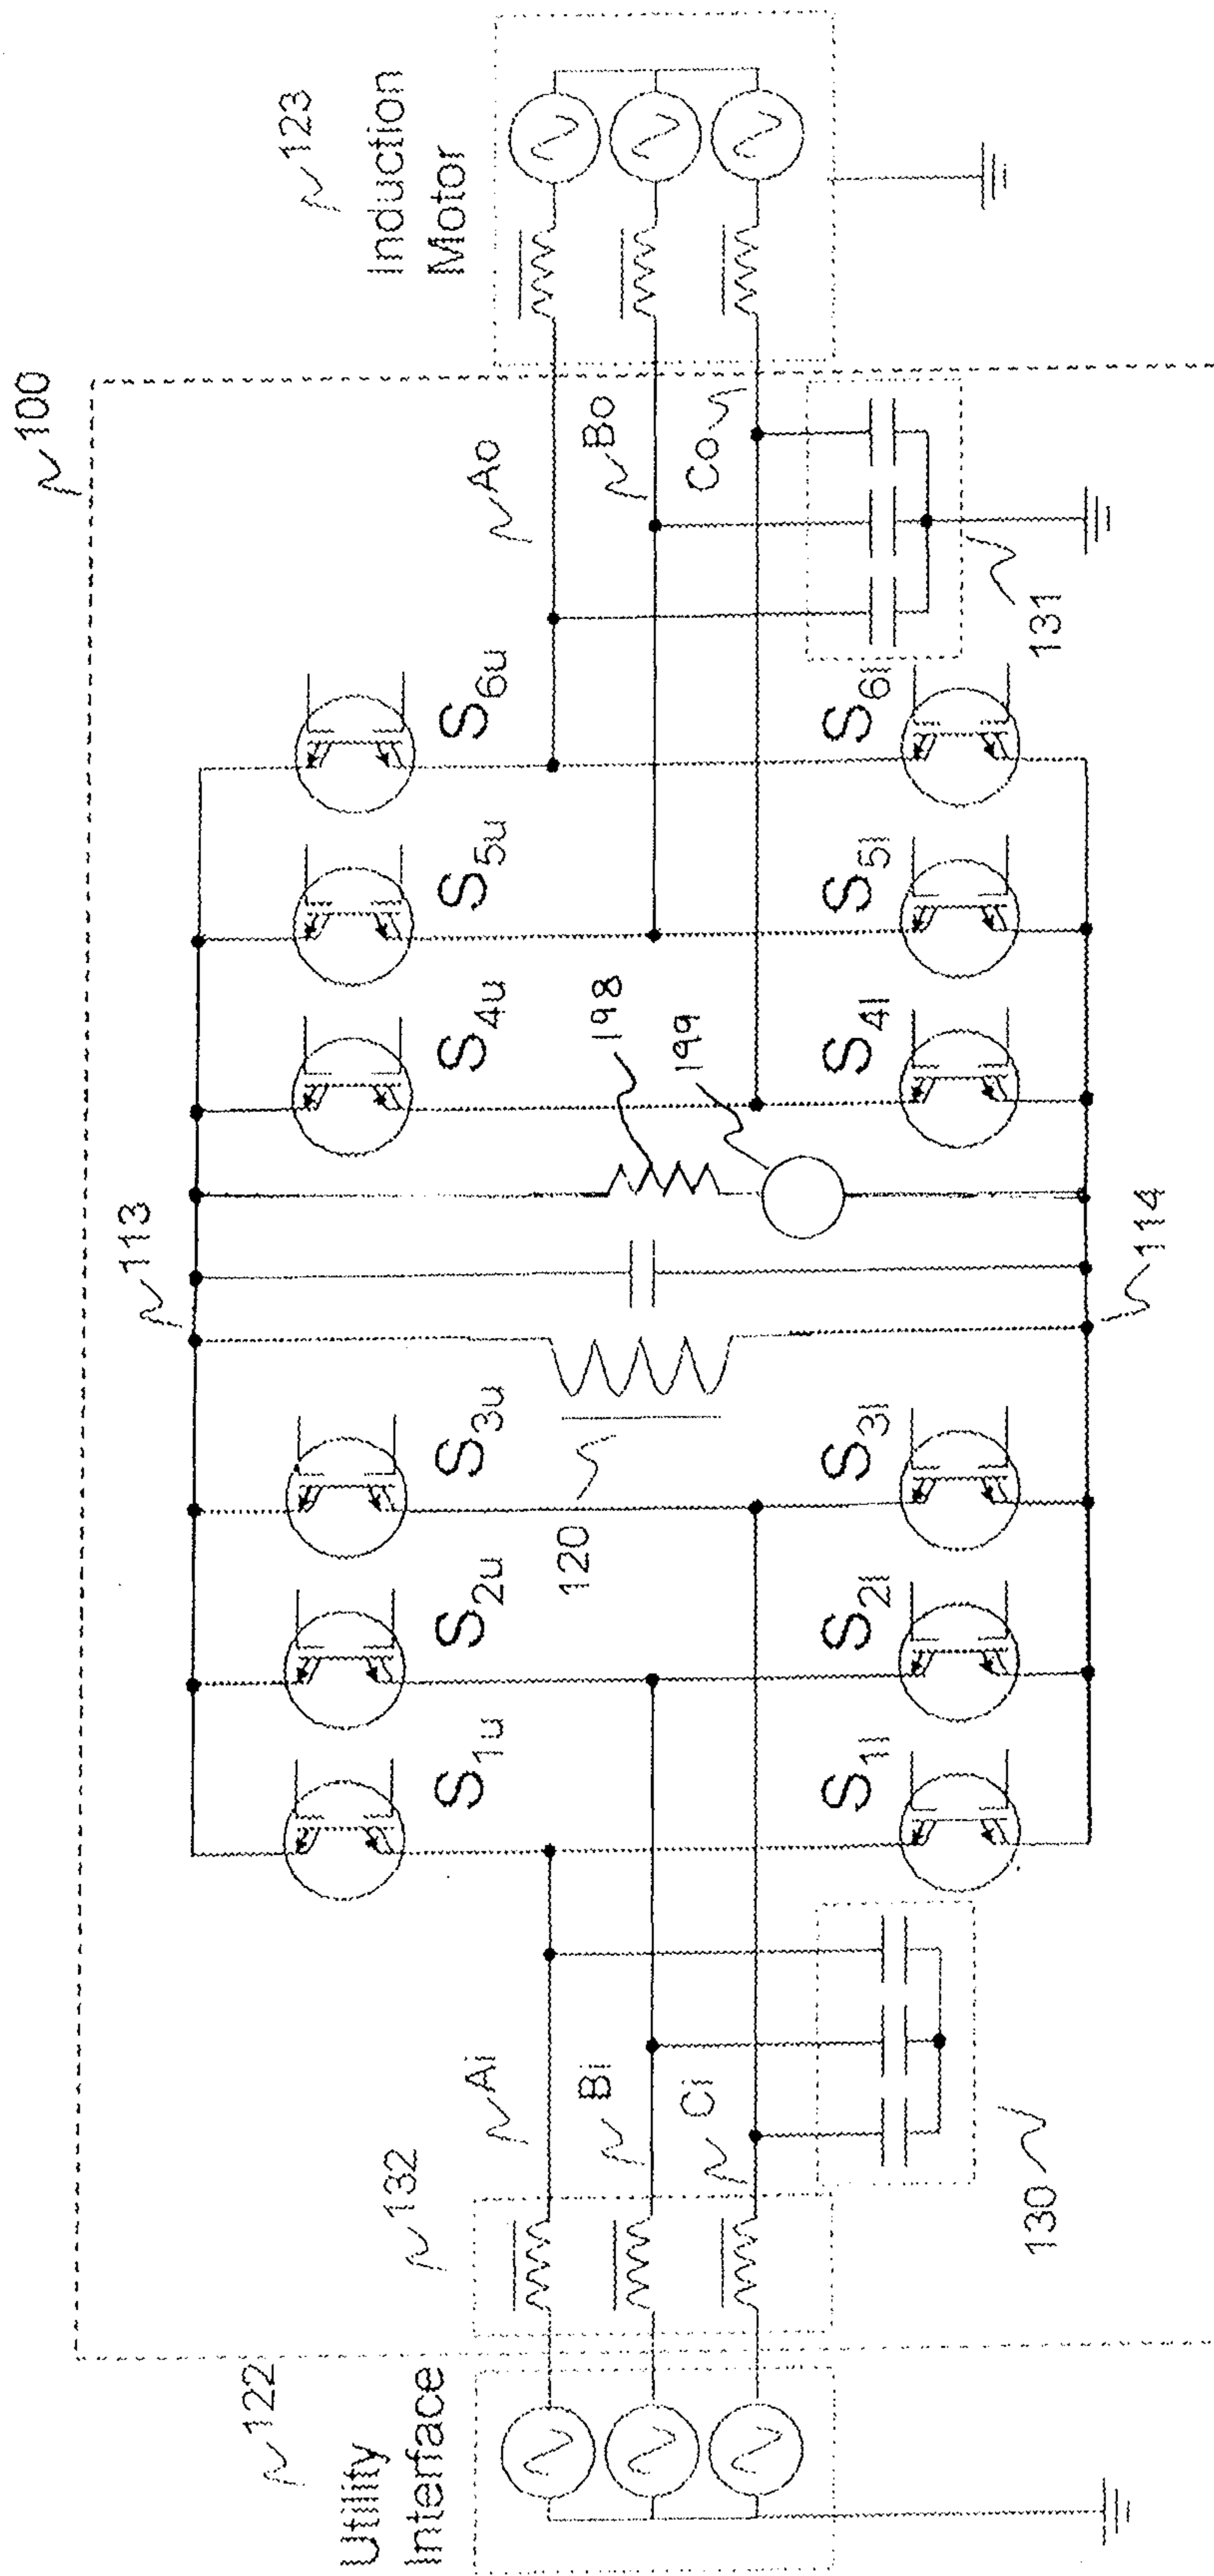 100
122
Utility
Interface
132
Ai
Bi
Ci
130
S1u
S2u
S3u
S1l
S2l
S3l
120
113
114
198
199
S4u
S5u
S6u
S4l
S5l
S6l
Ao
Bo
Co
131
123
Induction
Motor